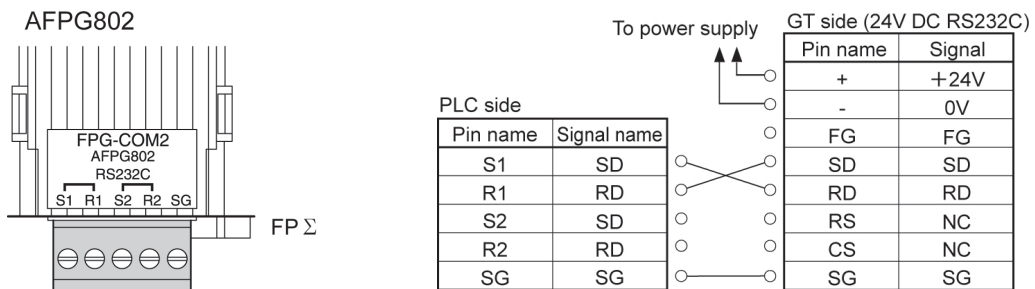 AFPG802
FPG-COM2
AFPG802
RS232C
S1 R1 S2 R2 SG
FPΣ
To power supply
PLC side
Pin name Signal name
S1 SD
R1 RD
S2 SD
R2 RD
SG SG
GT side (24V DC RS232C)
Pin name Signal
+ +24V
- 0V
FG FG
SD SD
RD RD
RS NC
CS NC
SG SG